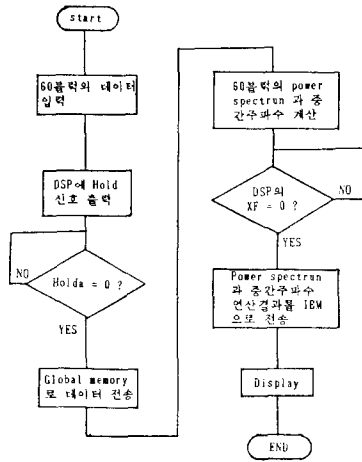 start
60블럭의 데이터
입력
DSP에 Hold
신호 출력
NO
Holda = 0 ?
YES
Global memory
로 데이터 전송
60블럭의 power
spectrun 과 중
간주파수 계산
DSP의
XF = 0 ?
NO
YES
Power spectrun
과 중간주파수
연산결과를 IBM
으로 전송
Display
END